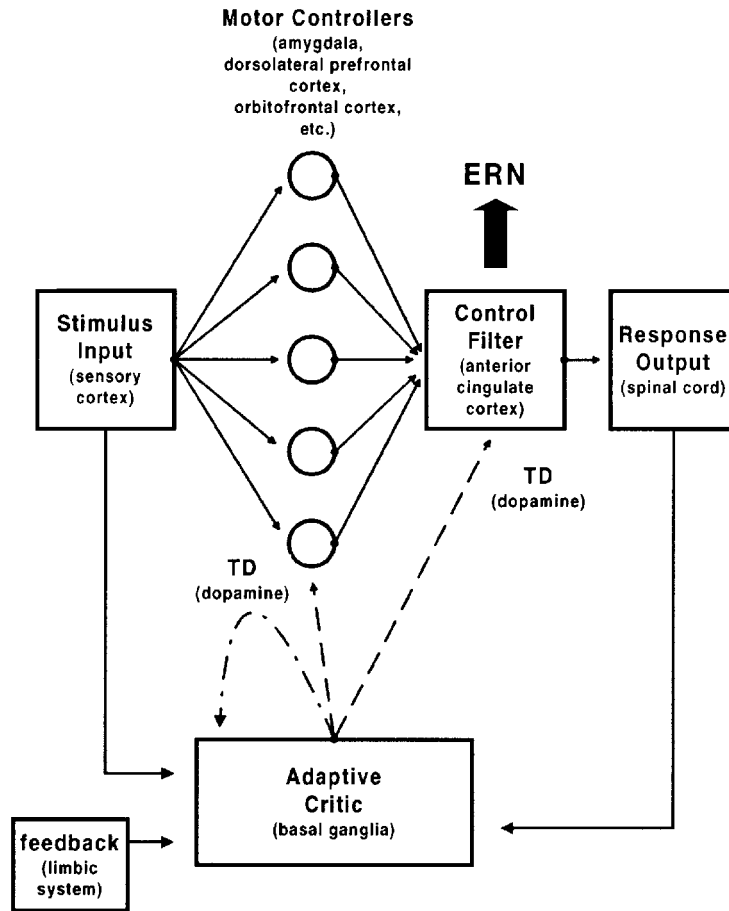 Motor Controllers
(amygdala,
dorsolateral prefrontal
cortex,
orbitofrontal cortex,
etc.)
ERN
Stimulus
Input
(sensory
cortex)
Control
Filter
(anterior
cingulate
cortex)
Response
Output
(spinal cord)
TD
(dopamine)
TD
(dopamine)
Adaptive
Critic
(basal ganglia)
feedback
(limbic
system)